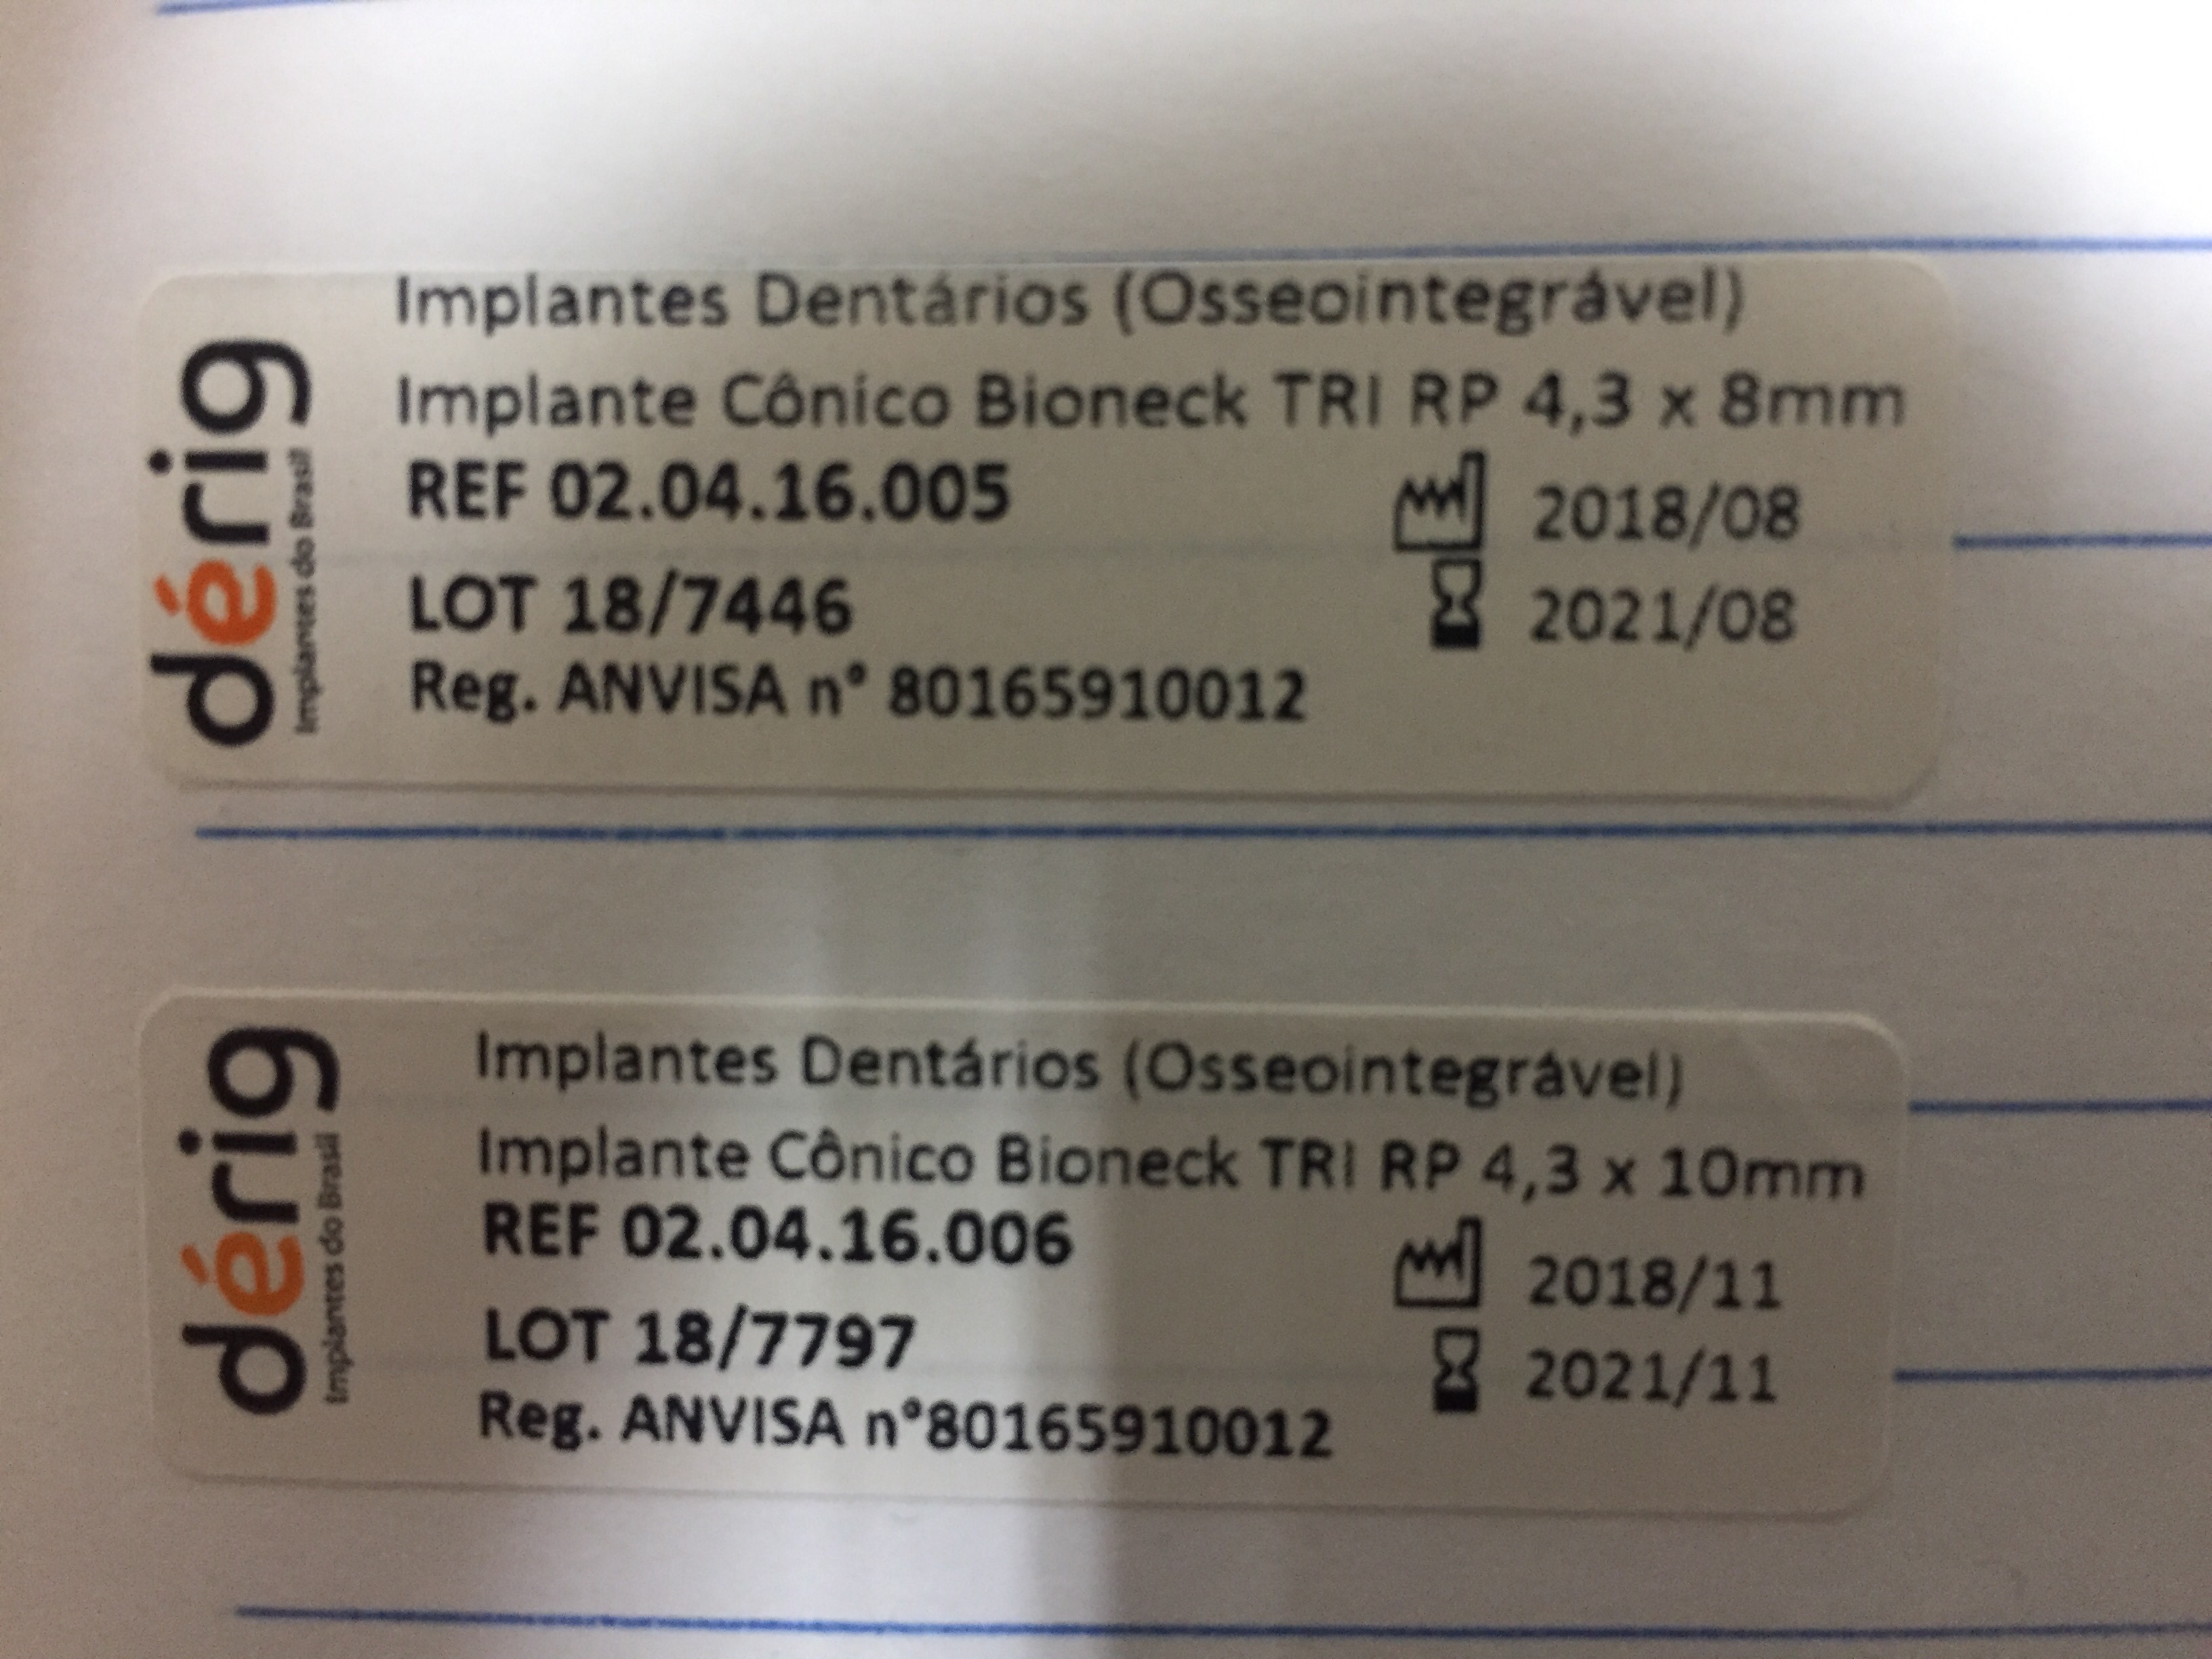 dérig
Implantes do Brasil
Implantes Dentários (Osseointegrável)
Implante Cônico Bioneck TRI RP 4,3 x 8mm
REF 02.04.16.005
2018/08
LOT 18/7446
2021/08
Reg. ANVISA n° 80165910012
dérig
Implantes do Brasil
Implantes Dentários (Osseointegrável)
Implante Cônico Bioneck TRI RP 4,3 x 10mm
REF 02.04.16.006
2018/11
LOT 18/7797
2021/11
Reg. ANVISA n°80165910012